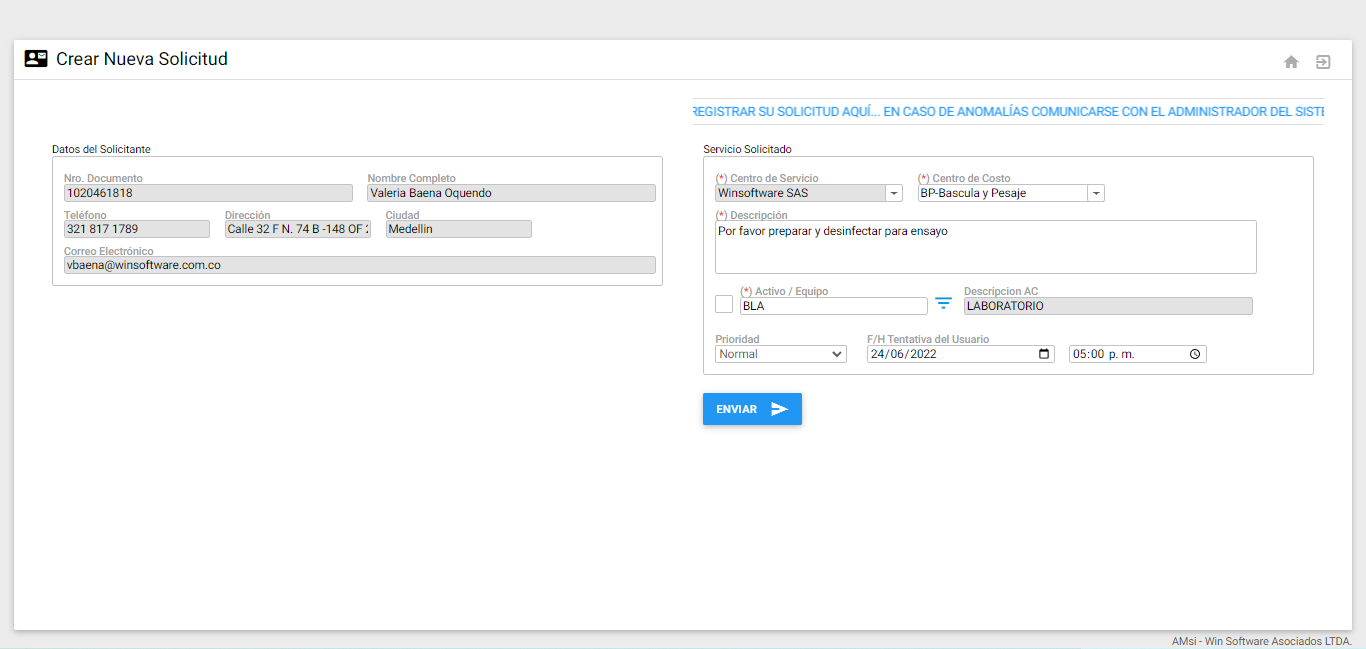 Crear Nueva Solicitud
REGISTRAR SU SOLICITUD AQUÍ... EN CASO DE ANOMALÍAS COMUNICARSE CON EL ADMINISTRADOR DEL SISTE
Datos del Solicitante
Nro. Documento Nombre Completo
1020461818 Valeria Baena Oquendo
Teléfono Dirección Ciudad
321 817 1789 Calle 32 F N. 74 B -148 OF 2 Medellin
Correo Electrónico
vbaena@winsoftware.com.co
Servicio Solicitado
(*) Centro de Servicio (*) Centro de Costo
Winsoftware SAS BP-Bascula y Pesaje
(*) Descripción
Por favor preparar y desinfectar para ensayo
(*) Activo / Equipo Descripcion AC
BLA LABORATORIO
Prioridad F/H Tentativa del Usuario
Normal 24/06/2022 05:00 p. m.
ENVIAR
AMsi - Win Software Asociados LTDA.